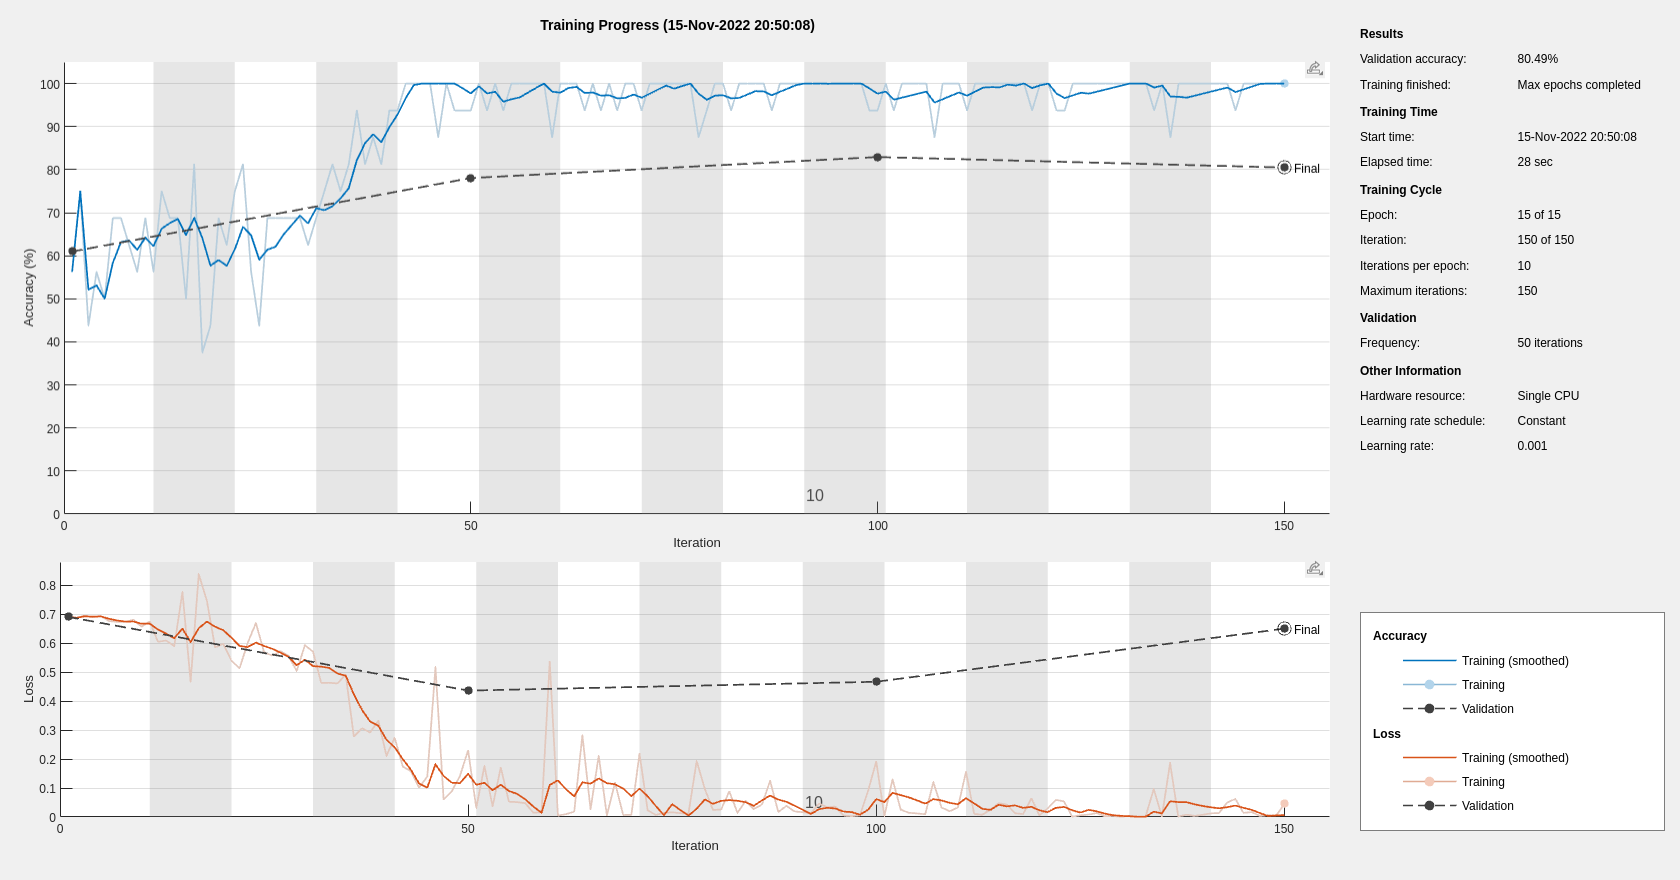 Training Progress (15-Nov-2022 20:50:08)
100
90
80
70
60
50
40
30
20
10
0
Accuracy (%)
Final
10
0
50
100
150
Iteration
0.8
0.7
0.6
0.5
0.4
0.3
0.2
0.1
0
Loss
Final
10
0
50
100
150
Iteration
Results
Validation accuracy: 80.49%
Training finished: Max epochs completed
Training Time
Start time: 15-Nov-2022 20:50:08
Elapsed time: 28 sec
Training Cycle
Epoch: 15 of 15
Iteration: 150 of 150
Iterations per epoch: 10
Maximum iterations: 150
Validation
Frequency: 50 iterations
Other Information
Hardware resource: Single CPU
Learning rate schedule: Constant
Learning rate: 0.001
Accuracy
Training (smoothed)
Training
Validation
Loss
Training (smoothed)
Training
Validation